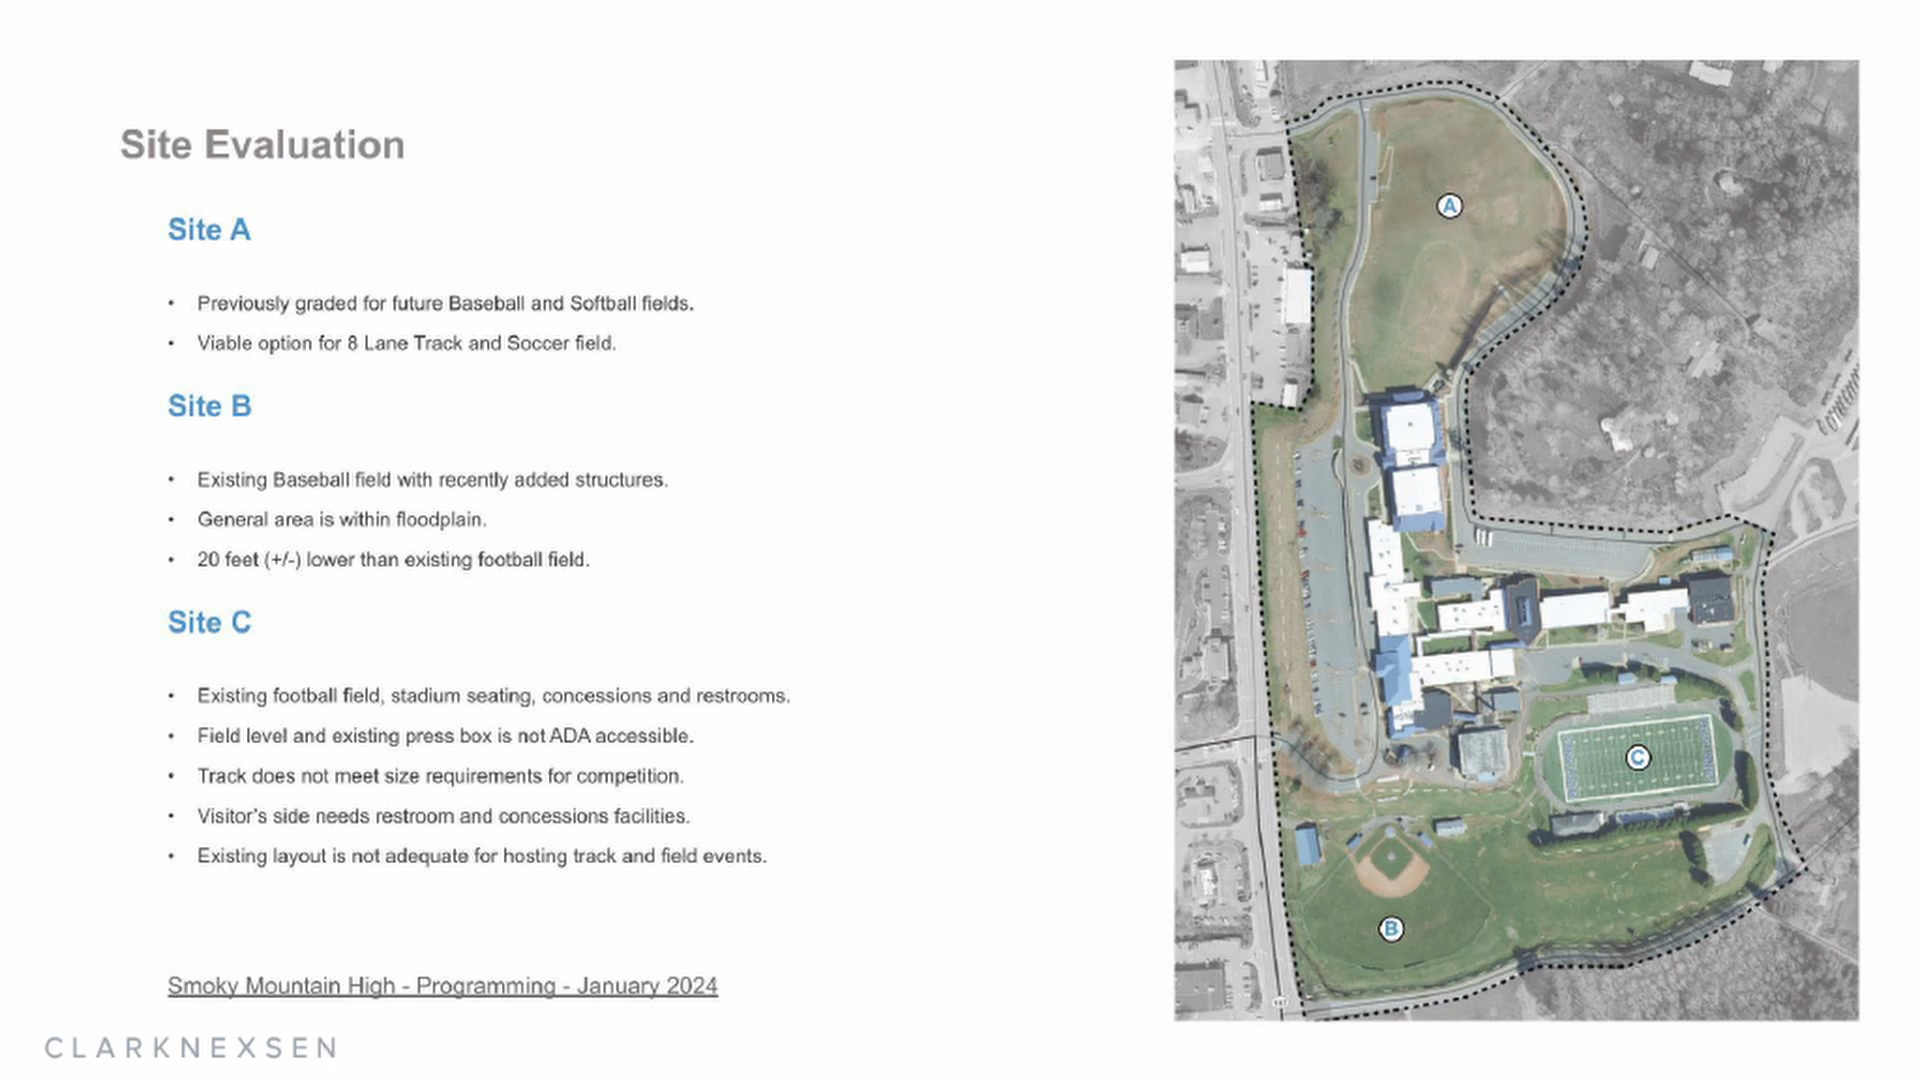 Site Evaluation
Site A
• Previously graded for future Baseball and Softball fields.
• Viable option for 8 Lane Track and Soccer field.
Site B
• Existing Baseball field with recently added structures.
• General area is within floodplain.
• 20 feet (+/-) lower than existing football field.
Site C
• Existing football field, stadium seating, concessions and restrooms.
• Field level and existing press box is not ADA accessible.
• Track does not meet size requirements for competition.
• Visitor's side needs restroom and concessions facilities.
• Existing layout is not adequate for hosting track and field events.
Smoky Mountain High - Programming - January 2024
CLARKNEXSEN
A
C
B